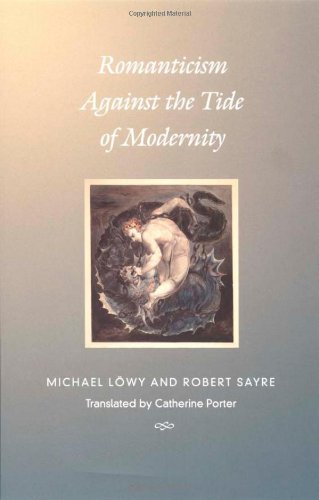 Romanticism
Against the Tide
of Modernity
MICHAEL LÖWY AND ROBERT SAYRE
Translated by Catherine Porter